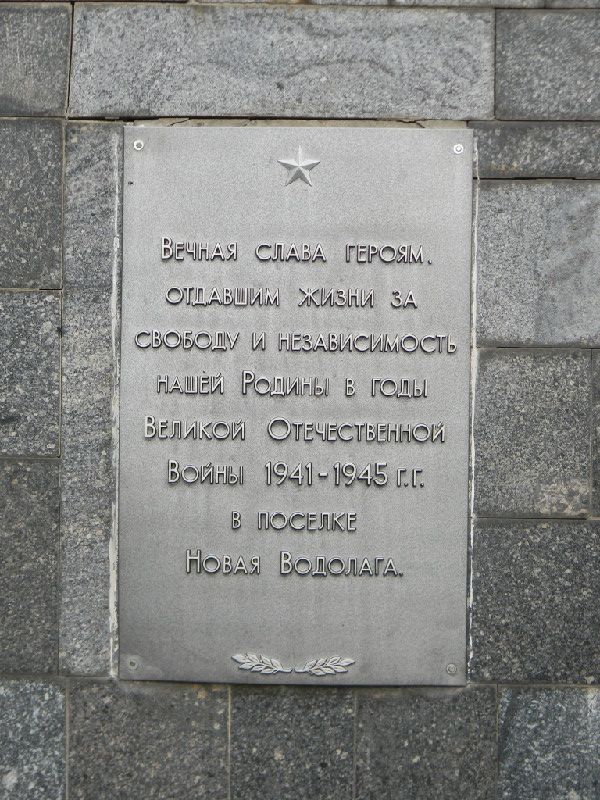 Вечная слава героям,
отдавшим жизни за
свободу и независимость
нашей Родины в годы
Великой Отечественной
Войны 1941-1945 г.г.
в поселке
Новая Водолага.